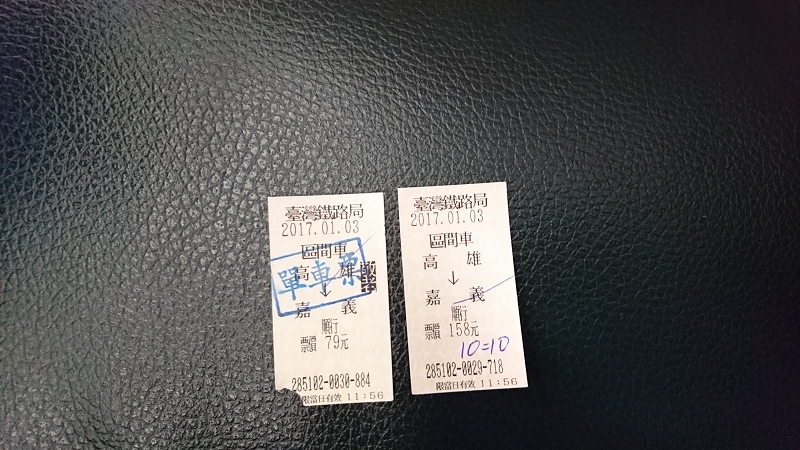 臺灣鐵路局
2017.01.03
區間車
高 雄
↓
單車票
嘉 義
順行
票價 79元
285102-0030-884
限當日有效 11:56
臺灣鐵路局
2017.01.03
區間車
高 雄
↓
嘉 義
順行
票價 158元
10=10
285102-0029-718
限當日有效 11:56